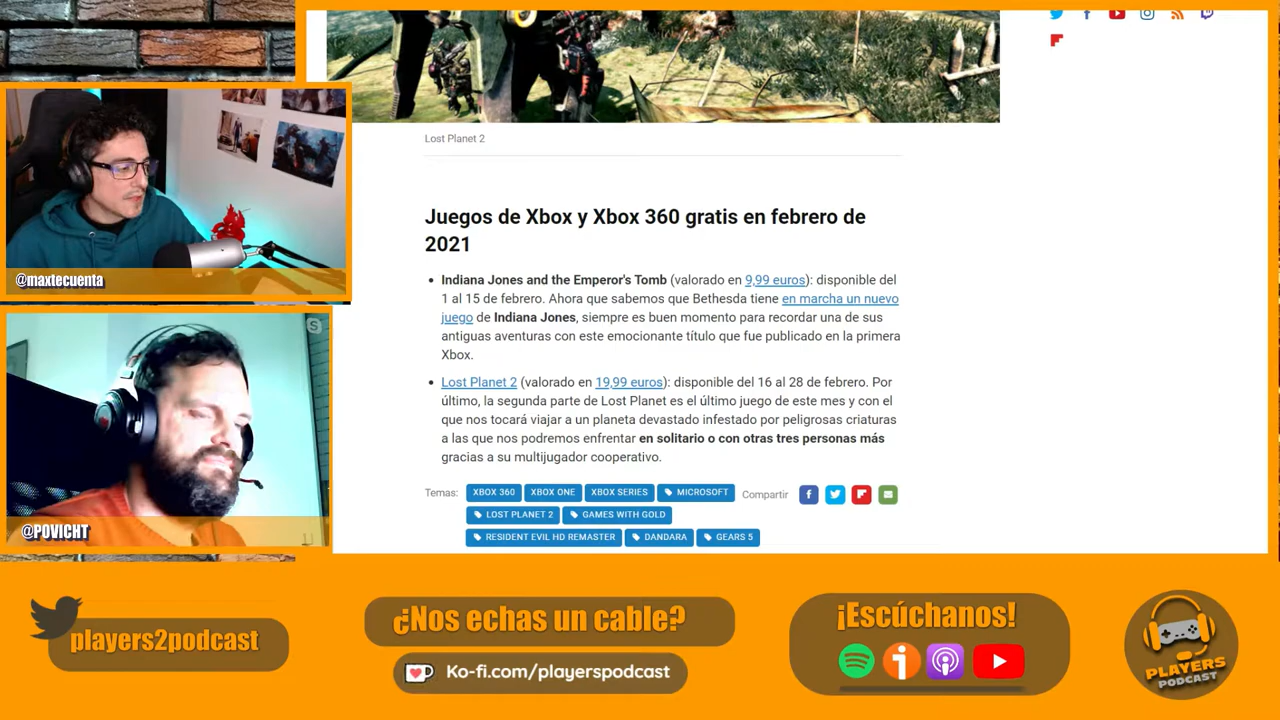 Lost Planet 2
Juegos de Xbox y Xbox 360 gratis en febrero de
2021
Indiana Jones and the Emperor's Tomb (valorado en 9,99 euros): disponible del
1 al 15 de febrero. Ahora que sabemos que Bethesda tiene en marcha un nuevo
juego de Indiana Jones, siempre es buen momento para recordar una de sus
antiguas aventuras con este emocionante título que fue publicado en la primera
Xbox.
Lost Planet 2 (valorado en 19,99 euros): disponible del 16 al 28 de febrero. Por
último, la segunda parte de Lost Planet es el último juego de este mes y con el
que nos tocará viajar a un planeta devastado infestado por peligrosas criaturas
a las que nos podremos enfrentar en solitario o con otras tres personas más
gracias a su multijugador cooperativo.
Temas: XBOX 360 XBOX ONE XBOX SERIES MICROSOFT Compartir
LOST PLANET 2 GAMES WITH GOLD
RESIDENT EVIL HD REMASTER DANDARA GEARS 5
@maxtecuenta
@POVICHT
players2podcast
¿Nos echas un cable?
Ko-fi.com/playerspodcast
¡Escúchanos!
PLAYERS
PODCAST